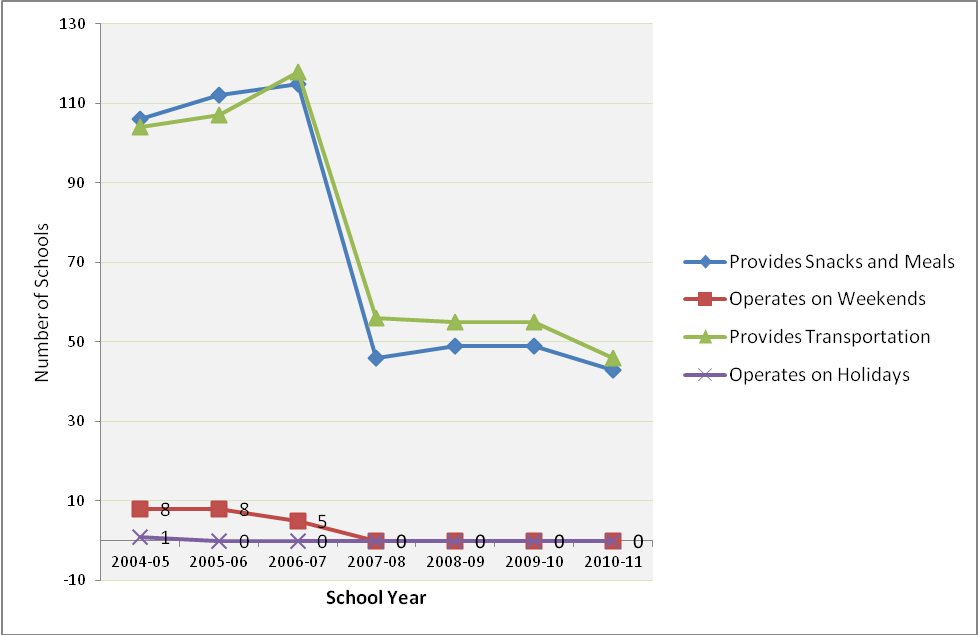 130
110
90
70
50
30
10
-10
Number of Schools
8 8 5 0 0 0 0
1 0 0
2004-05 2005-06 2006-07 2007-08 2008-09 2009-10 2010-11
School Year
Provides Snacks and Meals
Operates on Weekends
Provides Transportation
Operates on Holidays